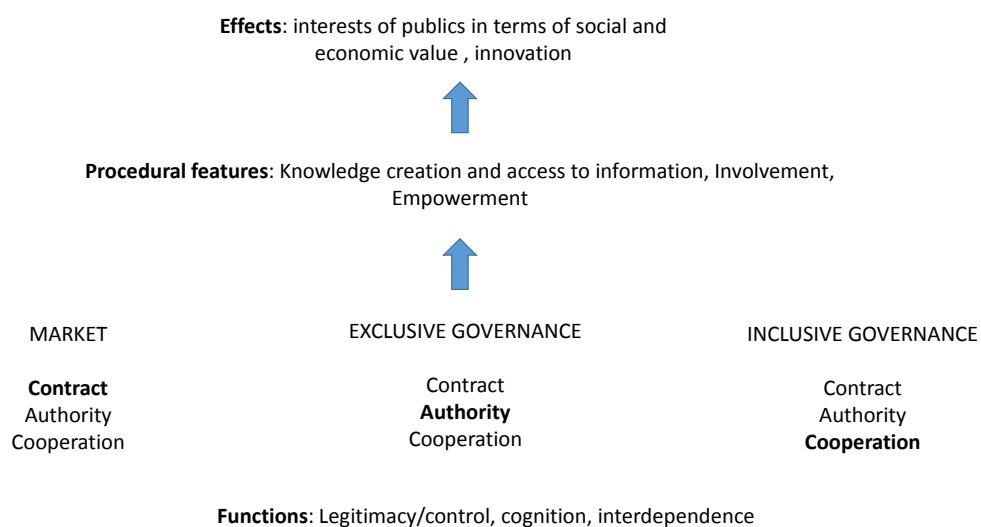 Effects: interests of publics in terms of social and
economic value , innovation
Procedural features: Knowledge creation and access to information, Involvement,
Empowerment
MARKET
Contract
Authority
Cooperation
EXCLUSIVE GOVERNANCE
Contract
Authority
Cooperation
INCLUSIVE GOVERNANCE
Contract
Authority
Cooperation
Functions: Legitimacy/control, cognition, interdependence